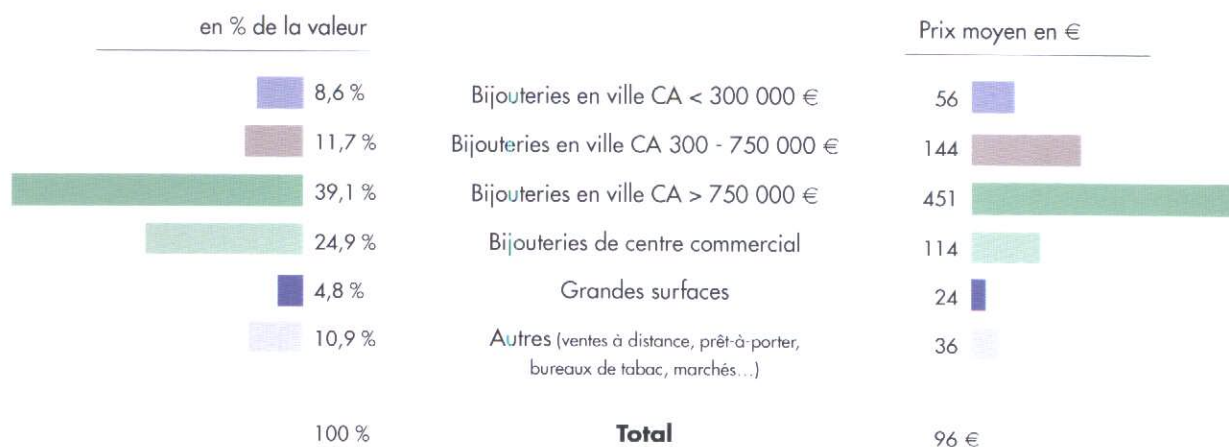 en % de la valeur
Prix moyen en €
8,6 % Bijouteries en ville CA < 300 000 € 56
11,7 % Bijouteries en ville CA 300 - 750 000 € 144
39,1 % Bijouteries en ville CA > 750 000 € 451
24,9 % Bijouteries de centre commercial 114
4,8 % Grandes surfaces 24
10,9 % Autres (ventes à distance, prêt-à-porter, 36
bureaux de tabac, marchés...)
100 % Total 96 €